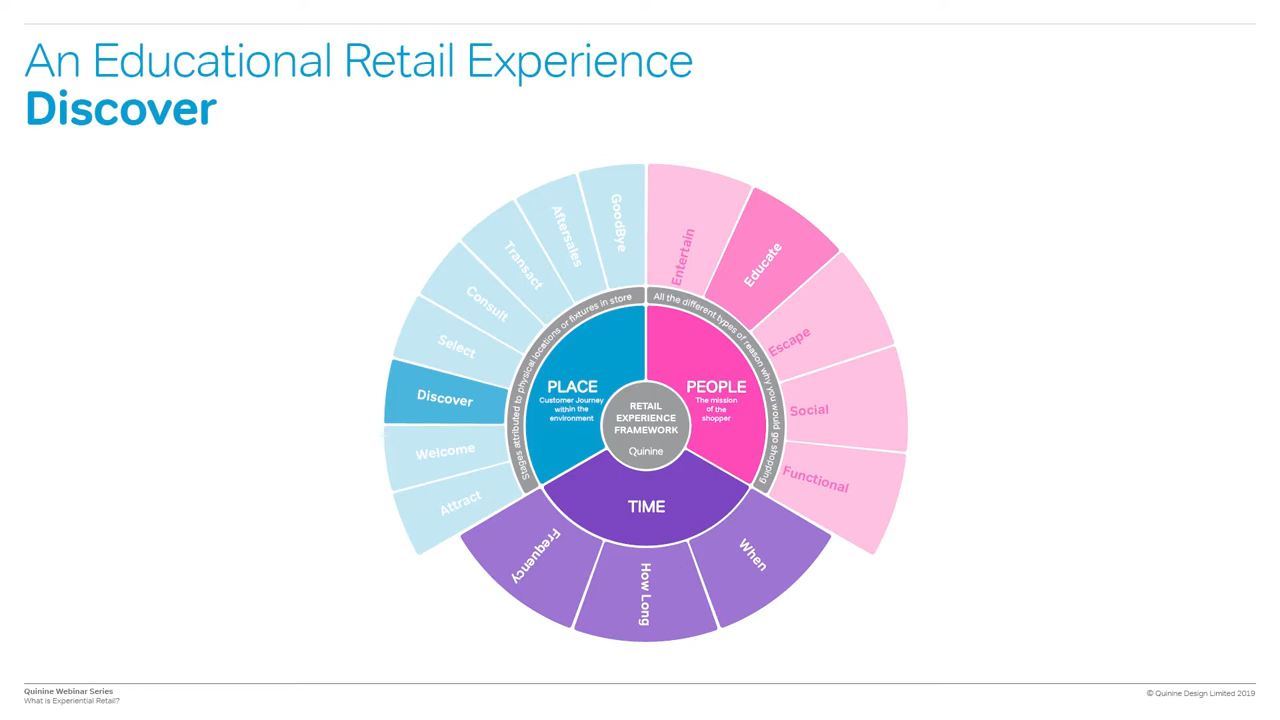 An Educational Retail Experience
Discover
GoodBye
Aftersales
Transact
Consult
Select
Discover
Welcome
Attract
Entertain
Educate
Escape
Social
Functional
Stages attributed to physical locations or fixtures in store
All the different types of reason why you would go shopping
PLACE
Customer Journey
within the
environment
PEOPLE
The mission
of the
shopper
RETAIL
EXPERIENCE
FRAMEWORK
Quinine
TIME
Frequency
How Long
When
Quinine Webinar Series
What is Experiential Retail?
© Quinine Design Limited 2019